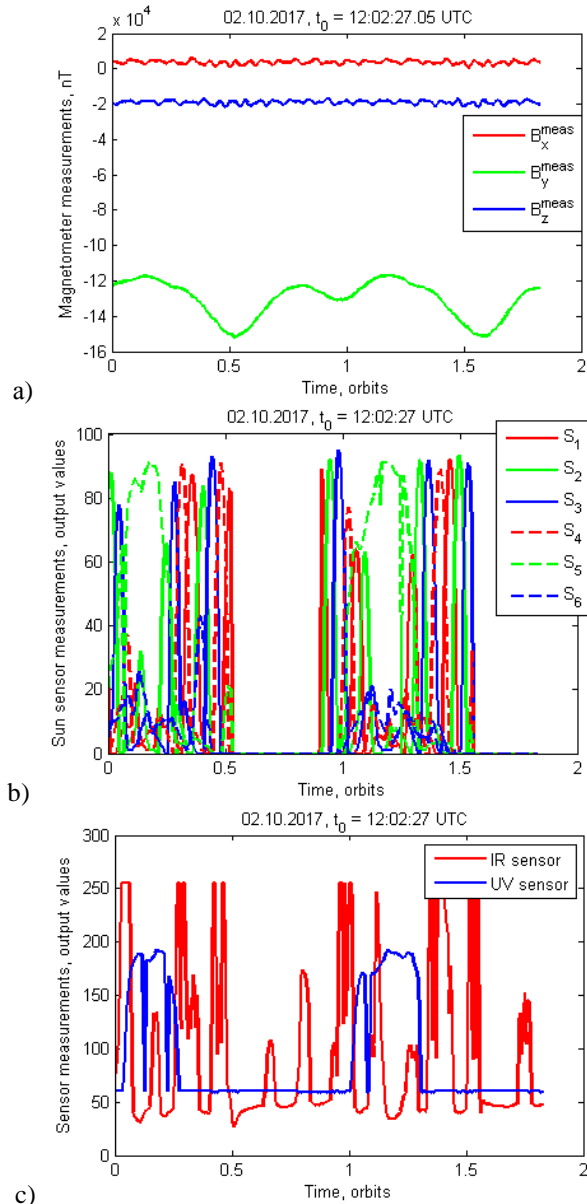 × 10⁴
02.10.2017, t₀ = 12:02:27.05 UTC
Magnetometer measurements, nT
2
0
-2
-4
-6
-8
-10
-12
-14
-16
Bₓᵐᵉᵃˢ
B_y^meas
B_z^meas
0
0.5
1
1.5
2
Time, orbits
a)
02.10.2017, t₀ = 12:02:27 UTC
Sun sensor measurements, output values
100
80
60
40
20
0
S₁
S₂
S₃
S₄
S₅
S₆
0
0.5
1
1.5
2
Time, orbits
b)
02.10.2017, t₀ = 12:02:27 UTC
Sensor measurements, output values
300
250
200
150
100
50
0
IR sensor
UV sensor
0
0.5
1
1.5
2
Time, orbits
c)